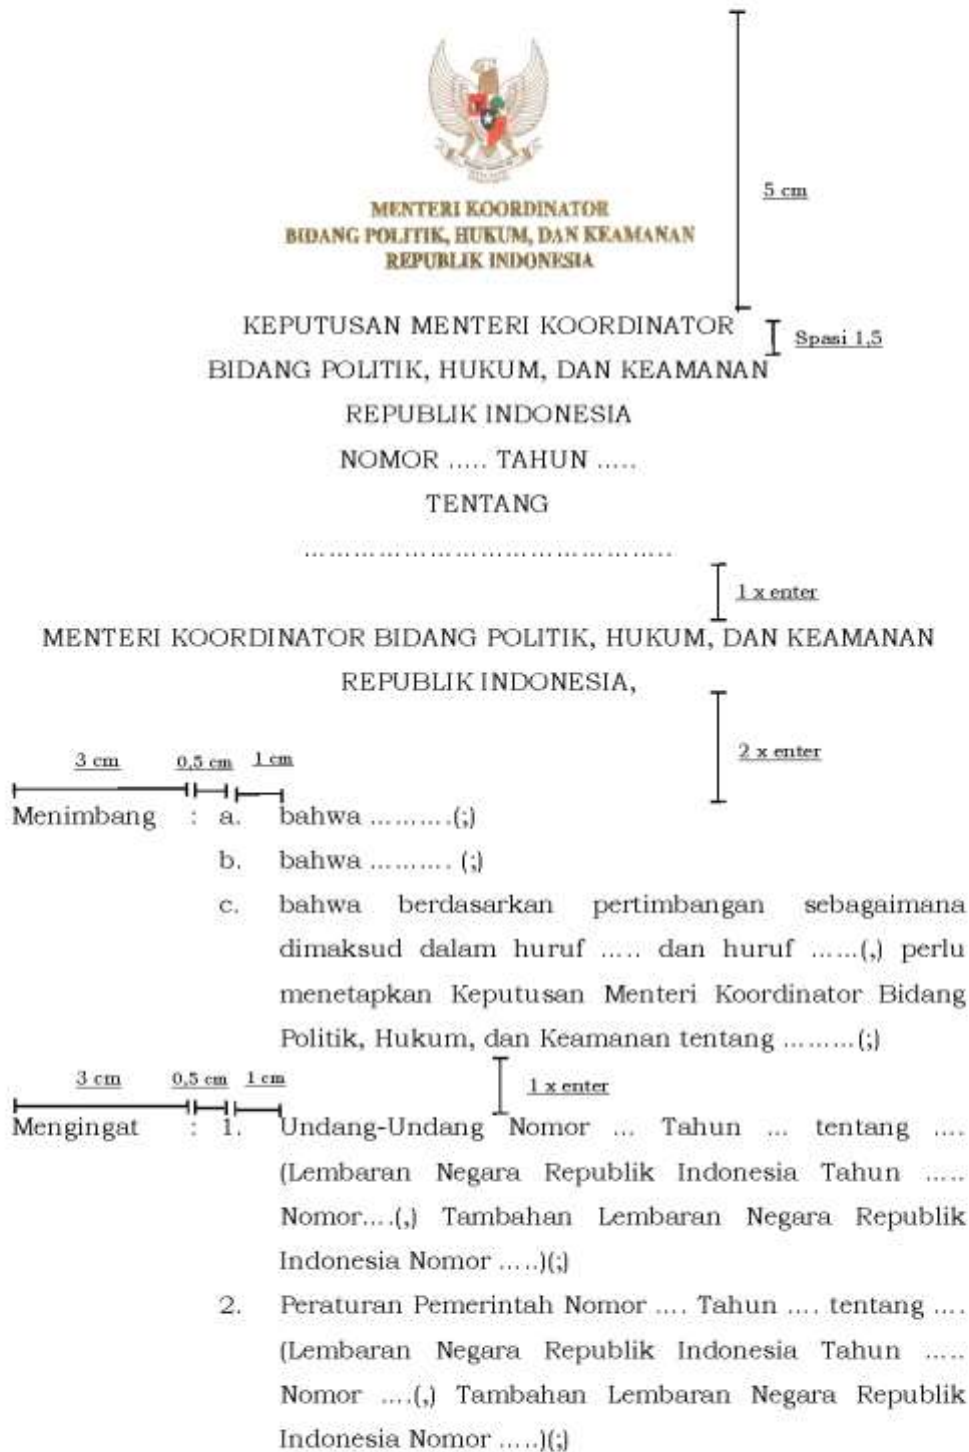 5 cm
MENTERI KOORDINATOR
BIDANG POLITIK, HUKUM, DAN KEAMANAN
REPUBLIK INDONESIA
KEPUTUSAN MENTERI KOORDINATOR
Spasi 1,5
BIDANG POLITIK, HUKUM, DAN KEAMANAN
REPUBLIK INDONESIA
NOMOR ..... TAHUN .....
TENTANG
............................................
1 x enter
MENTERI KOORDINATOR BIDANG POLITIK, HUKUM, DAN KEAMANAN
REPUBLIK INDONESIA,
2 x enter
3 cm 0,5 cm 1 cm
Menimbang : a. bahwa ..........(;)
b. bahwa .......... (;)
c. bahwa berdasarkan pertimbangan sebagaimana
dimaksud dalam huruf ..... dan huruf ......(,) perlu
menetapkan Keputusan Menteri Koordinator Bidang
Politik, Hukum, dan Keamanan tentang .........(;)
3 cm 0,5 cm 1 cm 1 x enter
Mengingat : 1. Undang-Undang Nomor ... Tahun ... tentang ....
(Lembaran Negara Republik Indonesia Tahun .....
Nomor....(,) Tambahan Lembaran Negara Republik
Indonesia Nomor .....)(;)
2. Peraturan Pemerintah Nomor .... Tahun .... tentang ....
(Lembaran Negara Republik Indonesia Tahun .....
Nomor ....(,) Tambahan Lembaran Negara Republik
Indonesia Nomor .....)(;)